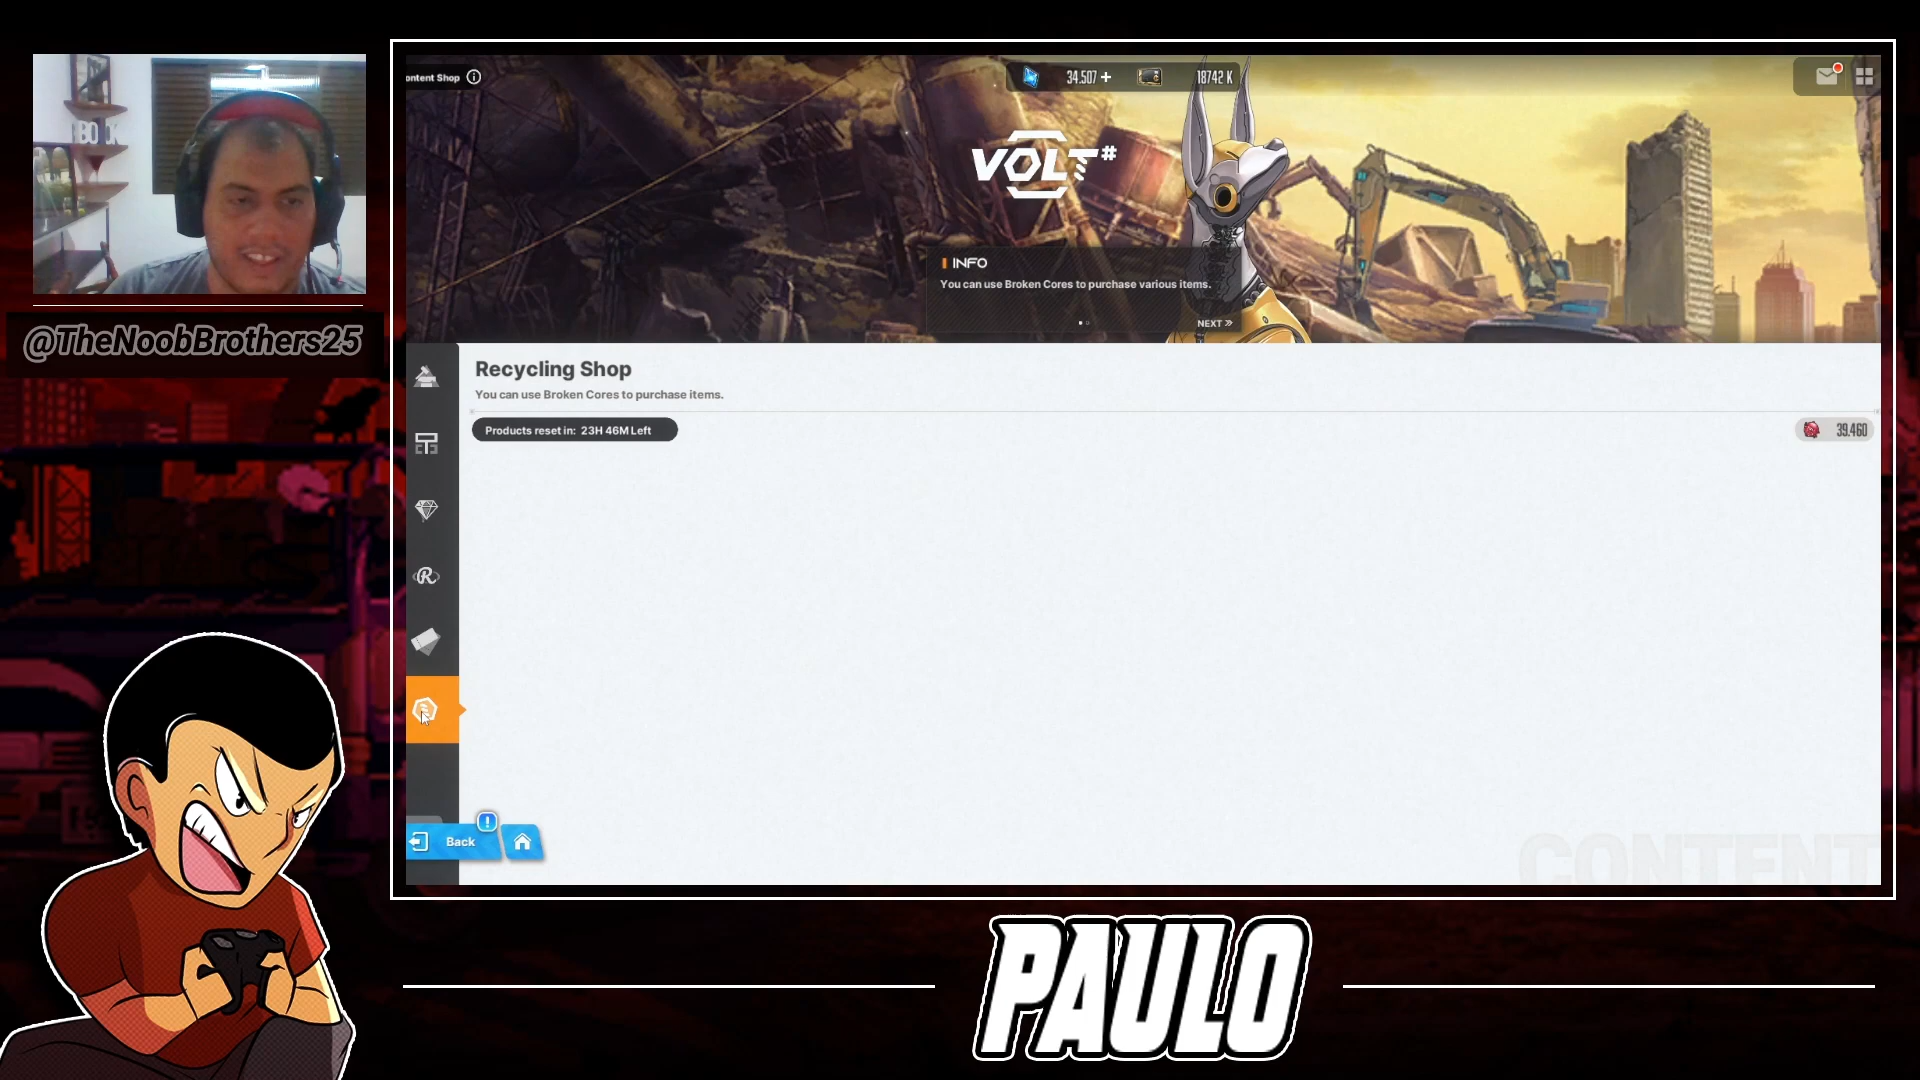 ontent Shop
34.507 +
18742 K
VOLT#
INFO
You can use Broken Cores to purchase various items.
NEXT
@TheNoobBrothers25
Recycling Shop
You can use Broken Cores to purchase items.
Products reset in: 23H 46M Left
39.460
R
Back
CONTENT
PAULO